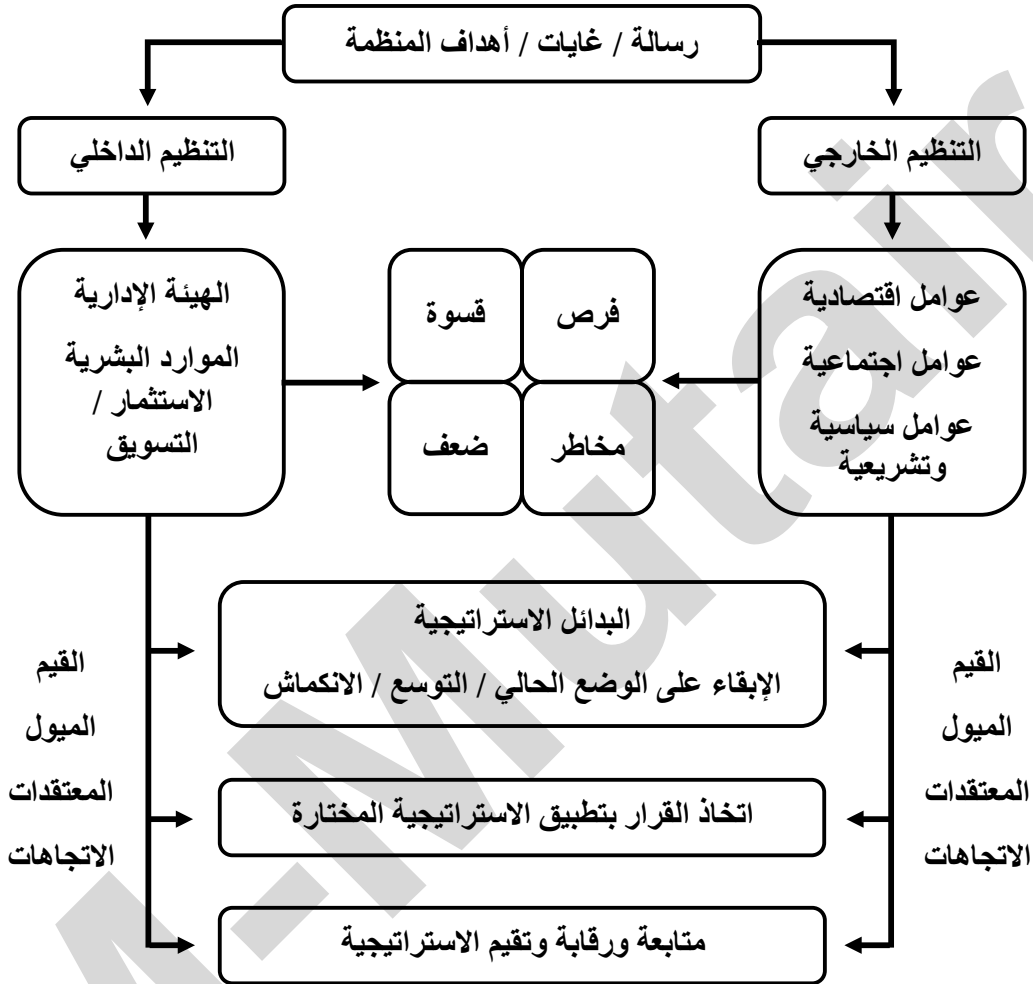 رسالة / غايات / أهداف المنظمة
التنظيم الخارجي
التنظيم الداخلي
عوامل اقتصادية
عوامل اجتماعية
عوامل سياسية
وتشريعية
فرص
قسوة
مخاطر
ضعف
الهيئة الإدارية
الموارد البشرية
الاستثمار /
التسويق
البدائل الاستراتيجية
الإبقاء على الوضع الحالي / التوسع / الانكماش
اتخاذ القرار بتطبيق الاستراتيجية المختارة
متابعة ورقابة وتقيم الاستراتيجية
القيم
الميول
المعتقدات
الاتجاهات
القيم
الميول
المعتقدات
الاتجاهات
M-Mutair